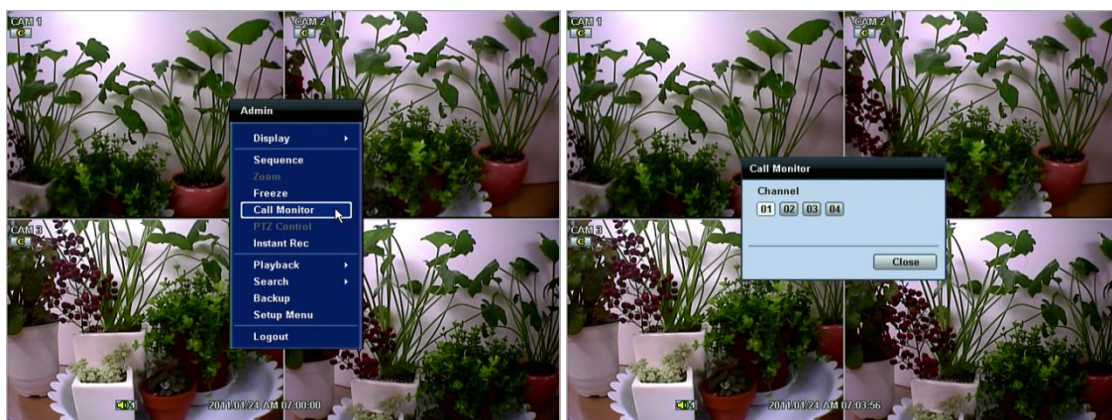 CAM 1
CAM 2
Admin
Display
Sequence
Zoom
Freeze
Call Monitor
PTZ Control
Instant Rec
Playback
Search
Backup
Setup Menu
Logout
CAM 3
2011/01/24 AM 07:00:00
CAM 1
CAM 2
Call Monitor
Channel
01 02 03 04
Close
CAM 3
2011/01/24 AM 07:03:56